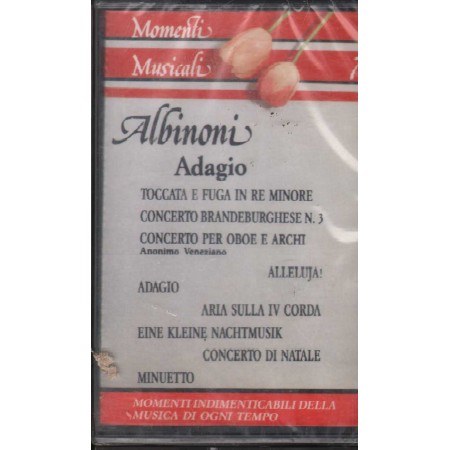 Momenti
Musicali 7
Albinoni
Adagio
TOCCATA E FUGA IN RE MINORE
CONCERTO BRANDEBURGHESE N. 3
CONCERTO PER OBOE E ARCHI
Anonimo Veneziano
ALLELUJA!
ADAGIO
ARIA SULLA IV CORDA
EINE KLEINE NACHTMUSIK
CONCERTO DI NATALE
MINUETTO
MOMENTI INDIMENTICABILI DELLA
MUSICA DI OGNI TEMPO